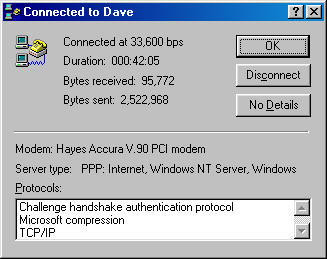 Connected to Dave
Connected at 33,600 bps
OK
Duration: 000:42:05
Disconnect
Bytes received: 95,772
Bytes sent: 2,522,968
No Details
Modem: Hayes Accura V.90 PCI modem
Server type: PPP: Internet, Windows NT Server, Windows
Protocols:
Challenge handshake authentication protocol
Microsoft compression
TCP/IP